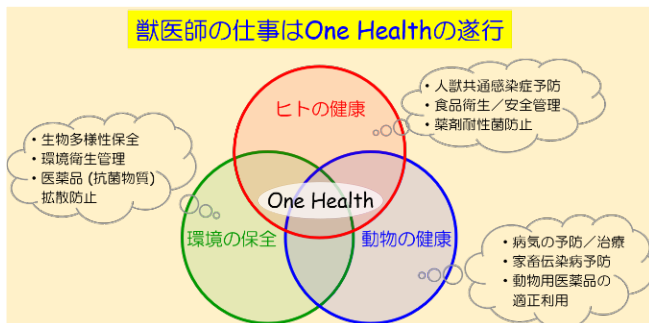 獣医師の仕事はOne Healthの遂行
ヒトの健康
・人獣共通感染症予防
・食品衛生／安全管理
・薬剤耐性菌防止
・生物多様性保全
・環境衛生管理
・医薬品 (抗菌物質)
拡散防止
One Health
環境の保全
動物の健康
・病気の予防／治療
・家畜伝染病予防
・動物用医薬品の
適正利用